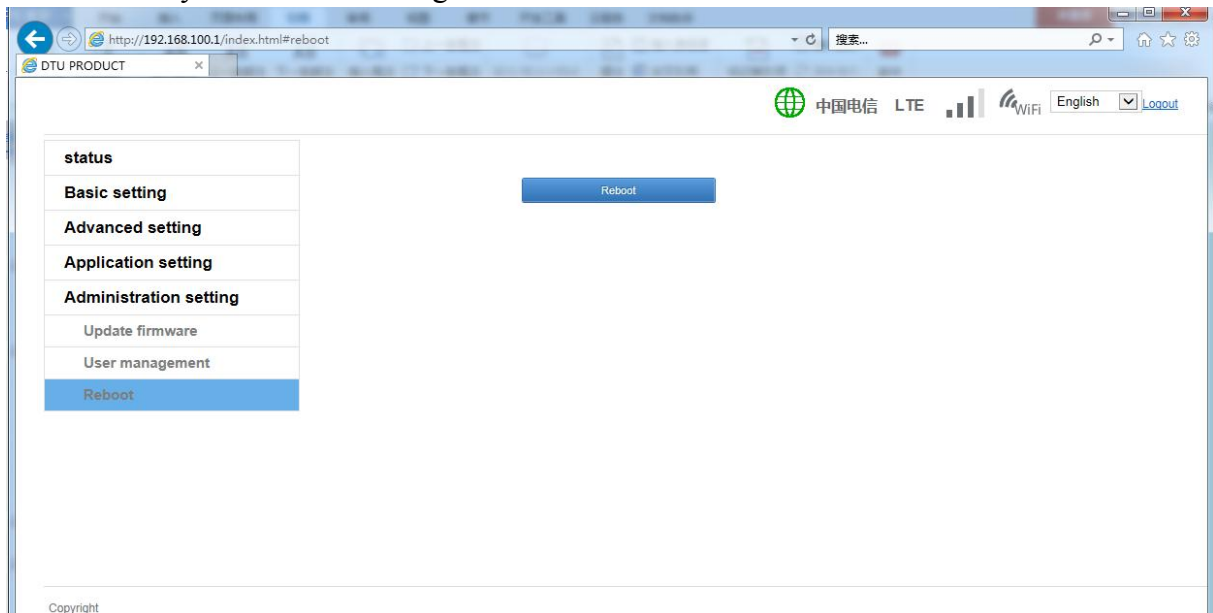 http://192.168.100.1/index.html#reboot
搜索...
DTU PRODUCT
中国电信 LTE WiFi English Logout
status
Basic setting
Reboot
Advanced setting
Application setting
Administration setting
Update firmware
User management
Reboot
Copyright